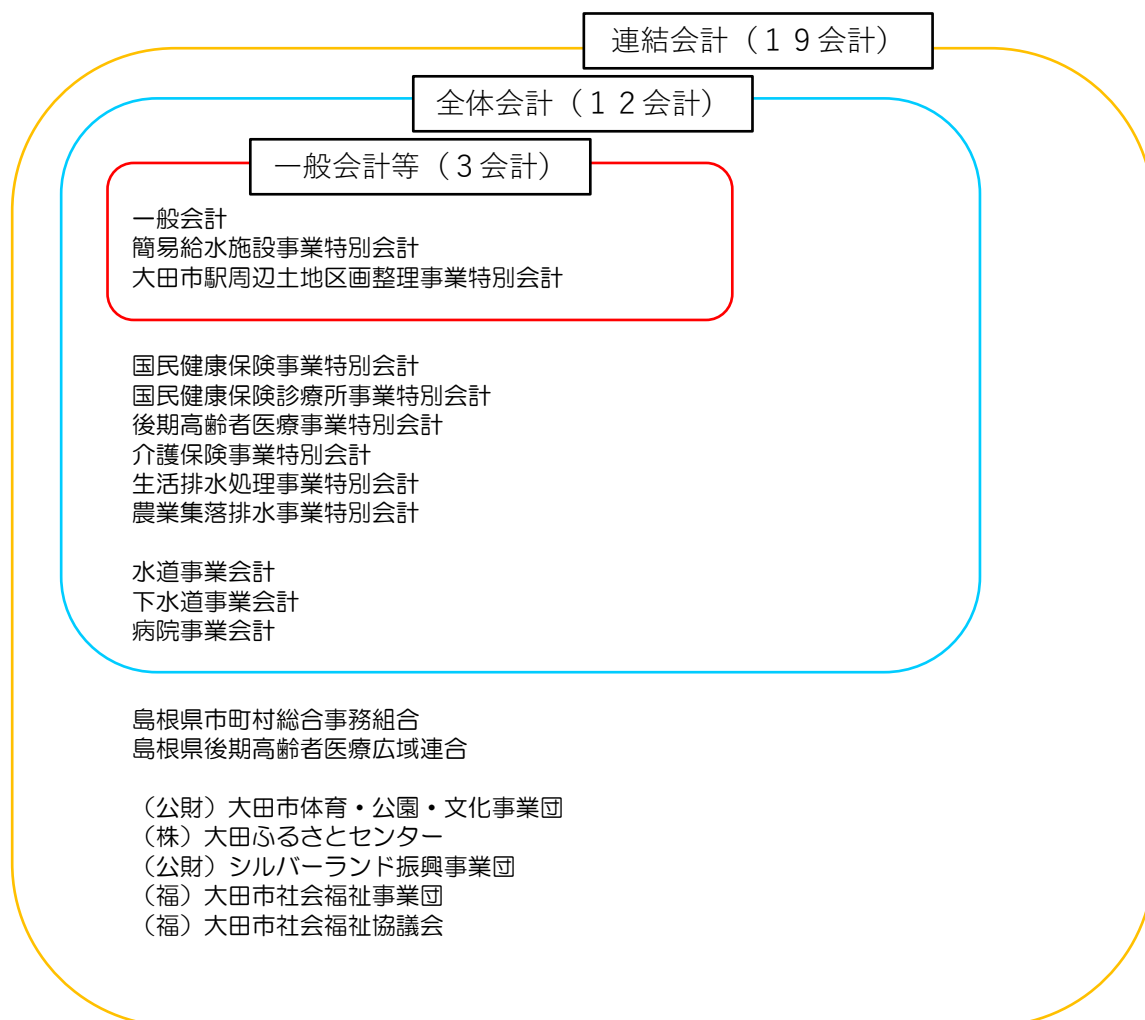 連結会計（１９会計）
全体会計（１２会計）
一般会計等（３会計）
一般会計
簡易給水施設事業特別会計
大田市駅周辺土地区画整理事業特別会計
国民健康保険事業特別会計
国民健康保険診療所事業特別会計
後期高齢者医療事業特別会計
介護保険事業特別会計
生活排水処理事業特別会計
農業集落排水事業特別会計
水道事業会計
下水道事業会計
病院事業会計
島根県市町村総合事務組合
島根県後期高齢者医療広域連合
（公財）大田市体育・公園・文化事業団
（株）大田ふるさとセンター
（公財）シルバーランド振興事業団
（福）大田市社会福祉事業団
（福）大田市社会福祉協議会